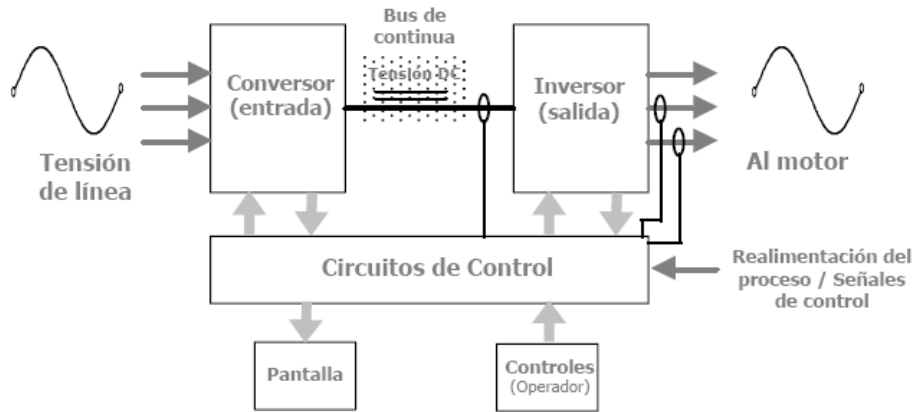 Bus de
continua
Tensión DC
Conversor
(entrada)
Inversor
(salida)
Tensión
de línea
Al motor
Circuitos de Control
Realimentación del
proceso / Señales
de control
Pantalla
Controles
(Operador)